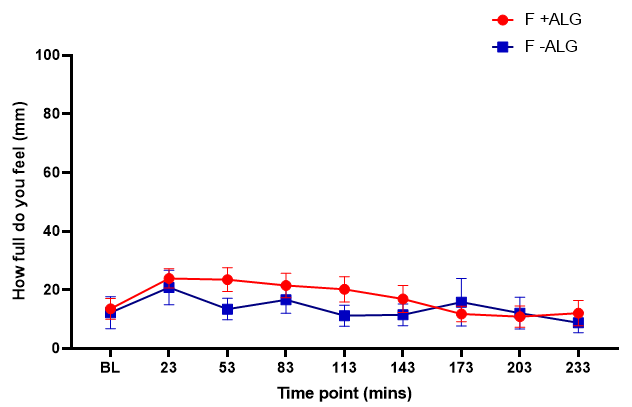 F +ALG
F -ALG
How full do you feel (mm)
100
80
60
40
20
0
BL 23 53 83 113 143 173 203 233
Time point (mins)